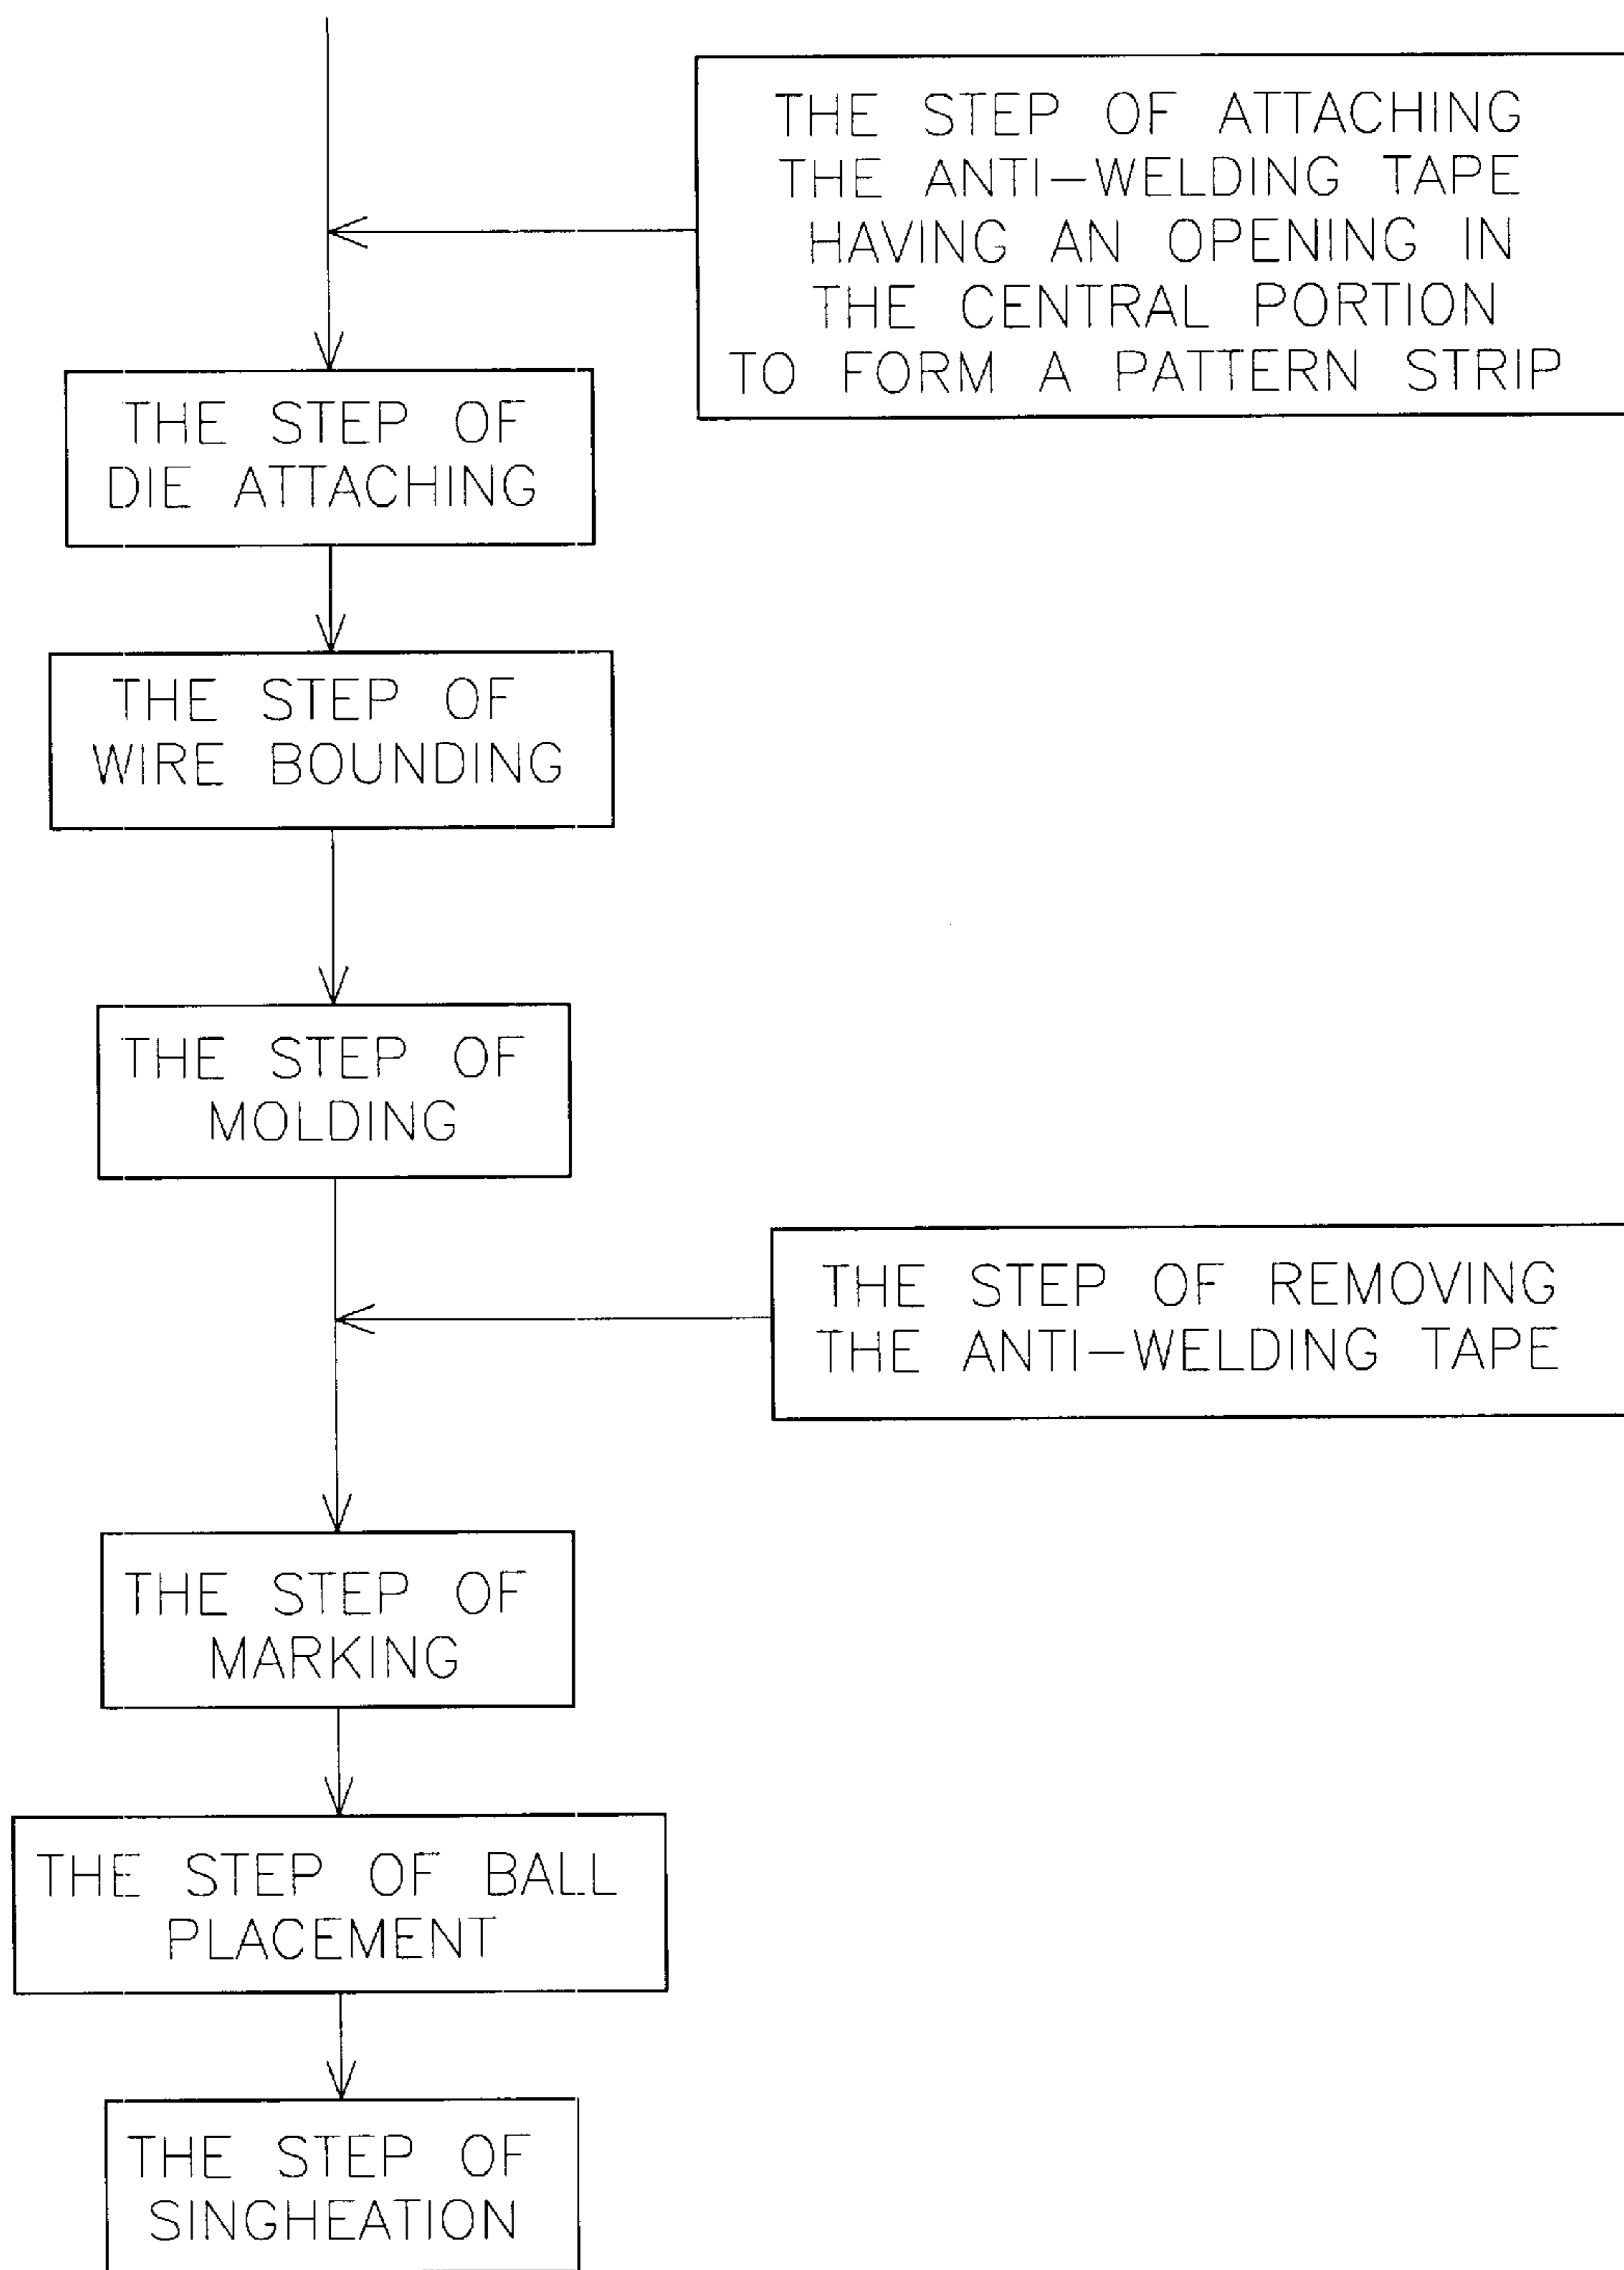 THE STEP OF ATTACHING
THE ANTI-WELDING TAPE
HAVING AN OPENING IN
THE CENTRAL PORTION
TO FORM A PATTERN STRIP
THE STEP OF
DIE ATTACHING
THE STEP OF
WIRE BOUNDING
THE STEP OF
MOLDING
THE STEP OF REMOVING
THE ANTI-WELDING TAPE
THE STEP OF
MARKING
THE STEP OF BALL
PLACEMENT
THE STEP OF
SINGHEATION